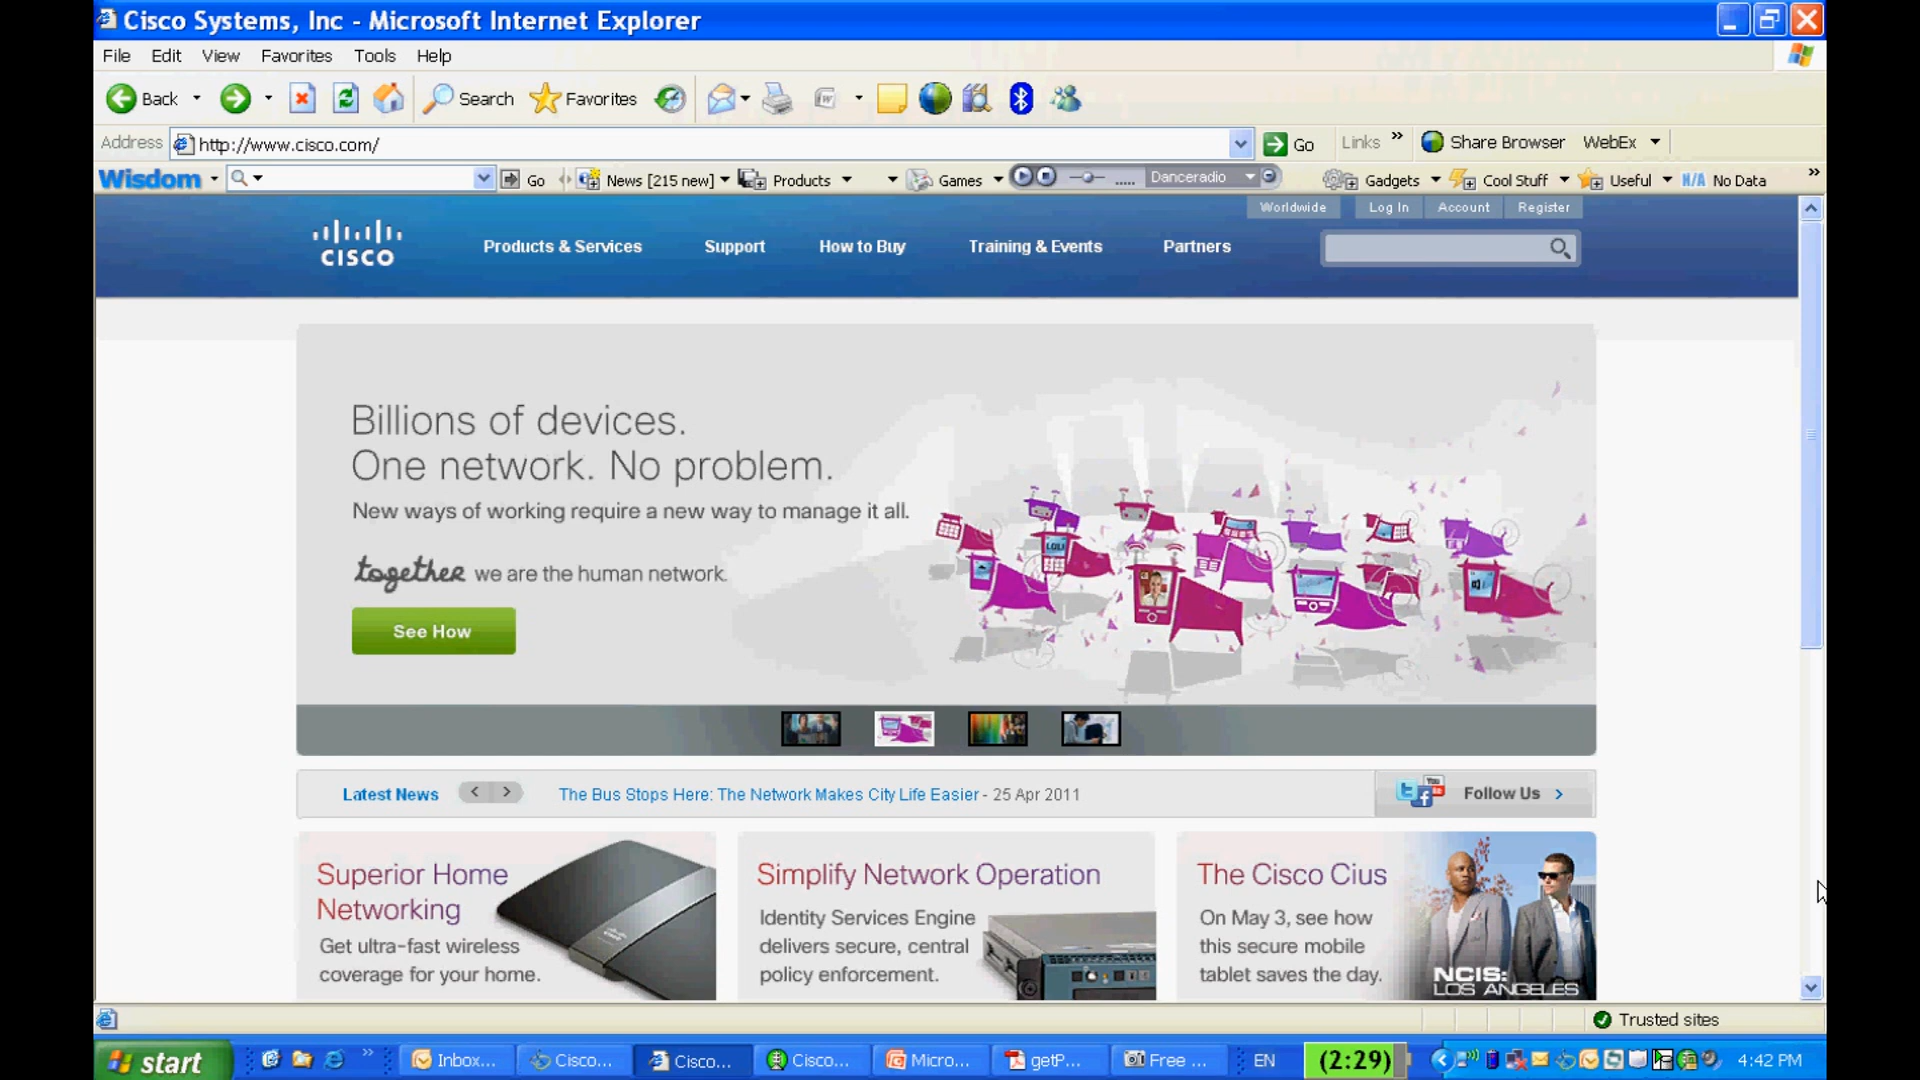 Cisco Systems, Inc - Microsoft Internet Explorer
File Edit View Favorites Tools Help
Back Search Favorites
Address http://www.cisco.com/ Go Links » Share Browser WebEx
Wisdom Go News [215 new] Products Games Danceradio Gadgets Cool Stuff Useful N/A No Data »
Worldwide Log In Account Register
CISCO Products & Services Support How to Buy Training & Events Partners
Billions of devices.
One network. No problem.
New ways of working require a new way to manage it all.
together we are the human network.
See How
Latest News < > The Bus Stops Here: The Network Makes City Life Easier - 25 Apr 2011 Follow Us >
Superior Home
Networking
Get ultra-fast wireless
coverage for your home.
Simplify Network Operation
Identity Services Engine
delivers secure, central
policy enforcement.
The Cisco Cius
On May 3, see how
this secure mobile
tablet saves the day.
NCIS:
LOS ANGELES
Trusted sites
start » Inbox... Cisco... Cisco... Cisco... Micro... getP... Free ... EN (2:29) 4:42 PM